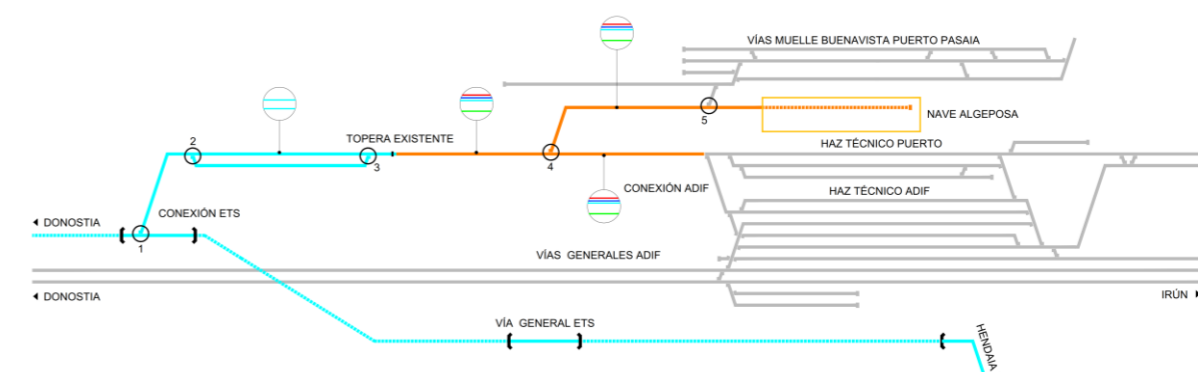 VÍAS MUELLE BUENAVISTA PUERTO PASAIA
NAVE ALGEPOSA
5
TOPERA EXISTENTE
2
3
4
HAZ TÉCNICO PUERTO
CONEXIÓN ADIF
HAZ TÉCNICO ADIF
CONEXIÓN ETS
DONOSTIA
1
VÍAS GENERALES ADIF
DONOSTIA
IRÚN
VÍA GENERAL ETS
HENDAIA